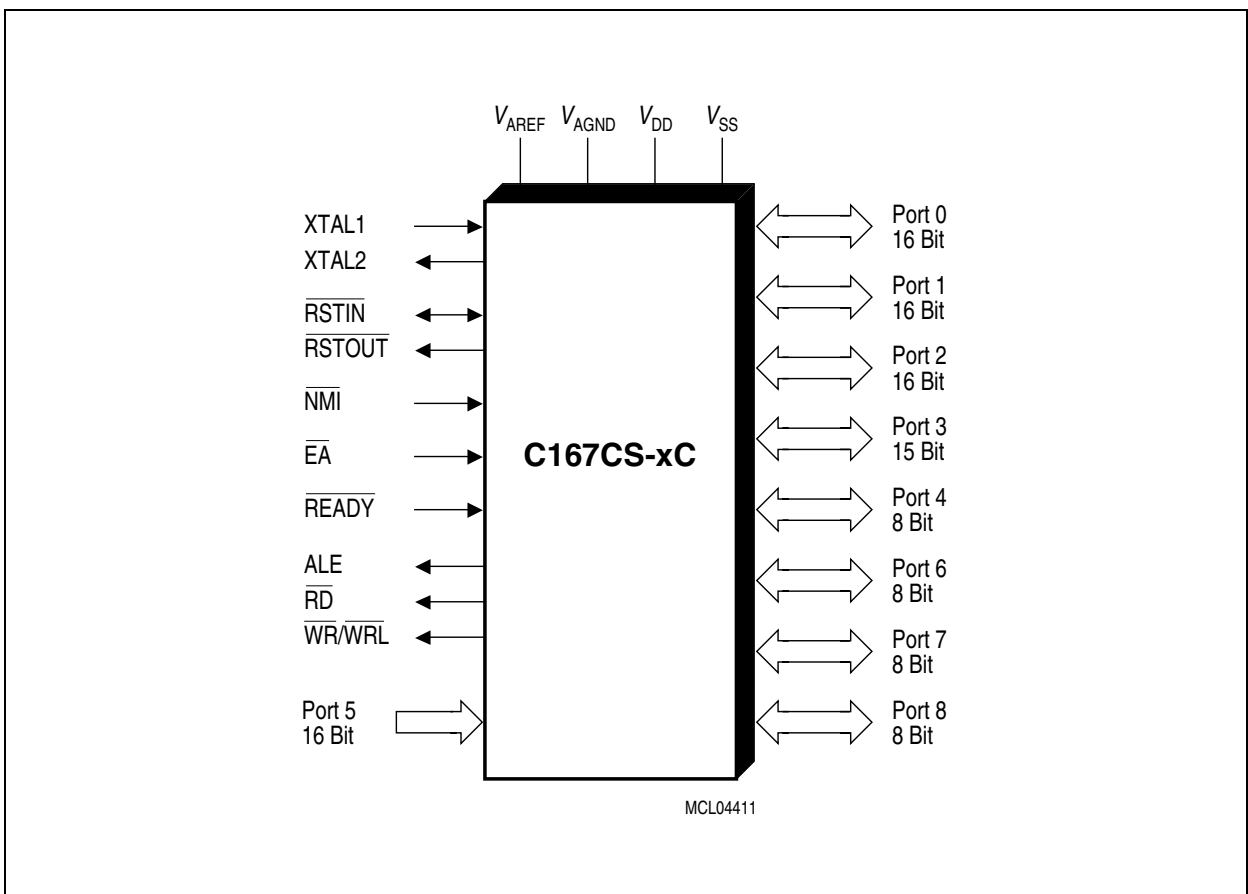 VAREF VAGND VDD VSS
XTAL1
XTAL2
RSTIN
RSTOUT
NMI
EA
READY
ALE
RD
WR/WRL
Port 5
16 Bit
C167CS-xC
Port 0
16 Bit
Port 1
16 Bit
Port 2
16 Bit
Port 3
15 Bit
Port 4
8 Bit
Port 6
8 Bit
Port 7
8 Bit
Port 8
8 Bit
MCL04411